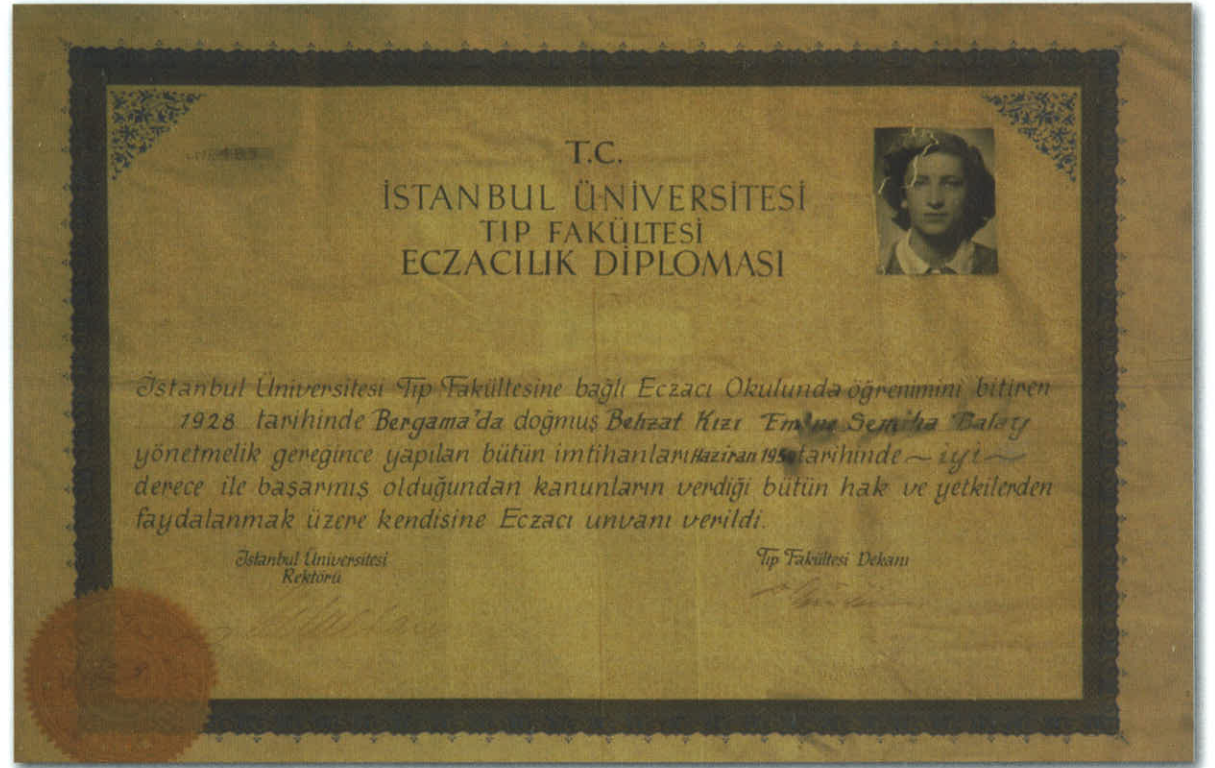 T.C.
İSTANBUL ÜNİVERSİTESİ
TIP FAKÜLTESİ
ECZACILIK DİPLOMASI
İstanbul Üniversitesi Tıp Fakültesine bağlı Eczacı Okulunda öğrenimini bitiren
1928 tarihinde Bergama'da doğmuş Behzat Kızı Emine Semiha
yönetmelik gereğince yapılan bütün imtihanları Haziran tarihinde ~ iyi ~
derece ile başarmış olduğundan kanunların verdiği bütün hak ve yetkilerden
faydalanmak üzere kendisine Eczacı unvanı verildi.
İstanbul Üniversitesi
Rektörü
Tıp Fakültesi Dekanı